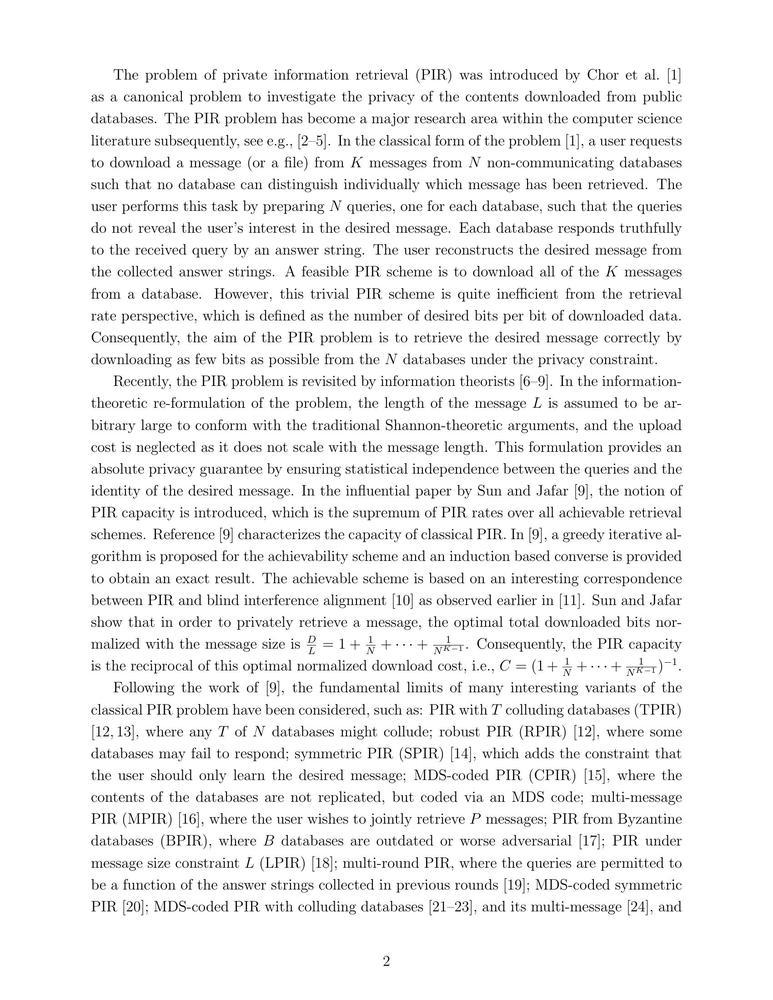 The problem of private information retrieval (PIR) was introduced by Chor et al. [1]
as a canonical problem to investigate the privacy of the contents downloaded from public
databases. The PIR problem has become a major research area within the computer science
literature subsequently, see e.g., [2–5]. In the classical form of the problem [1], a user requests
to download a message (or a file) from K messages from N non-communicating databases
such that no database can distinguish individually which message has been retrieved. The
user performs this task by preparing N queries, one for each database, such that the queries
do not reveal the user's interest in the desired message. Each database responds truthfully
to the received query by an answer string. The user reconstructs the desired message from
the collected answer strings. A feasible PIR scheme is to download all of the K messages
from a database. However, this trivial PIR scheme is quite inefficient from the retrieval
rate perspective, which is defined as the number of desired bits per bit of downloaded data.
Consequently, the aim of the PIR problem is to retrieve the desired message correctly by
downloading as few bits as possible from the N databases under the privacy constraint.
Recently, the PIR problem is revisited by information theorists [6–9]. In the information-
theoretic re-formulation of the problem, the length of the message L is assumed to be ar-
bitrary large to conform with the traditional Shannon-theoretic arguments, and the upload
cost is neglected as it does not scale with the message length. This formulation provides an
absolute privacy guarantee by ensuring statistical independence between the queries and the
identity of the desired message. In the influential paper by Sun and Jafar [9], the notion of
PIR capacity is introduced, which is the supremum of PIR rates over all achievable retrieval
schemes. Reference [9] characterizes the capacity of classical PIR. In [9], a greedy iterative al-
gorithm is proposed for the achievability scheme and an induction based converse is provided
to obtain an exact result. The achievable scheme is based on an interesting correspondence
between PIR and blind interference alignment [10] as observed earlier in [11]. Sun and Jafar
show that in order to privately retrieve a message, the optimal total downloaded bits nor-
malized with the message size is $\frac{D}{L} = 1 + \frac{1}{N} + \cdots + \frac{1}{N^{K-1}}$. Consequently, the PIR capacity
is the reciprocal of this optimal normalized download cost, i.e., $C = (1 + \frac{1}{N} + \cdots + \frac{1}{N^{K-1}})^{-1}$.
Following the work of [9], the fundamental limits of many interesting variants of the
classical PIR problem have been considered, such as: PIR with T colluding databases (TPIR)
[12, 13], where any T of N databases might collude; robust PIR (RPIR) [12], where some
databases may fail to respond; symmetric PIR (SPIR) [14], which adds the constraint that
the user should only learn the desired message; MDS-coded PIR (CPIR) [15], where the
contents of the databases are not replicated, but coded via an MDS code; multi-message
PIR (MPIR) [16], where the user wishes to jointly retrieve P messages; PIR from Byzantine
databases (BPIR), where B databases are outdated or worse adversarial [17]; PIR under
message size constraint L (LPIR) [18]; multi-round PIR, where the queries are permitted to
be a function of the answer strings collected in previous rounds [19]; MDS-coded symmetric
PIR [20]; MDS-coded PIR with colluding databases [21–23], and its multi-message [24], and
2